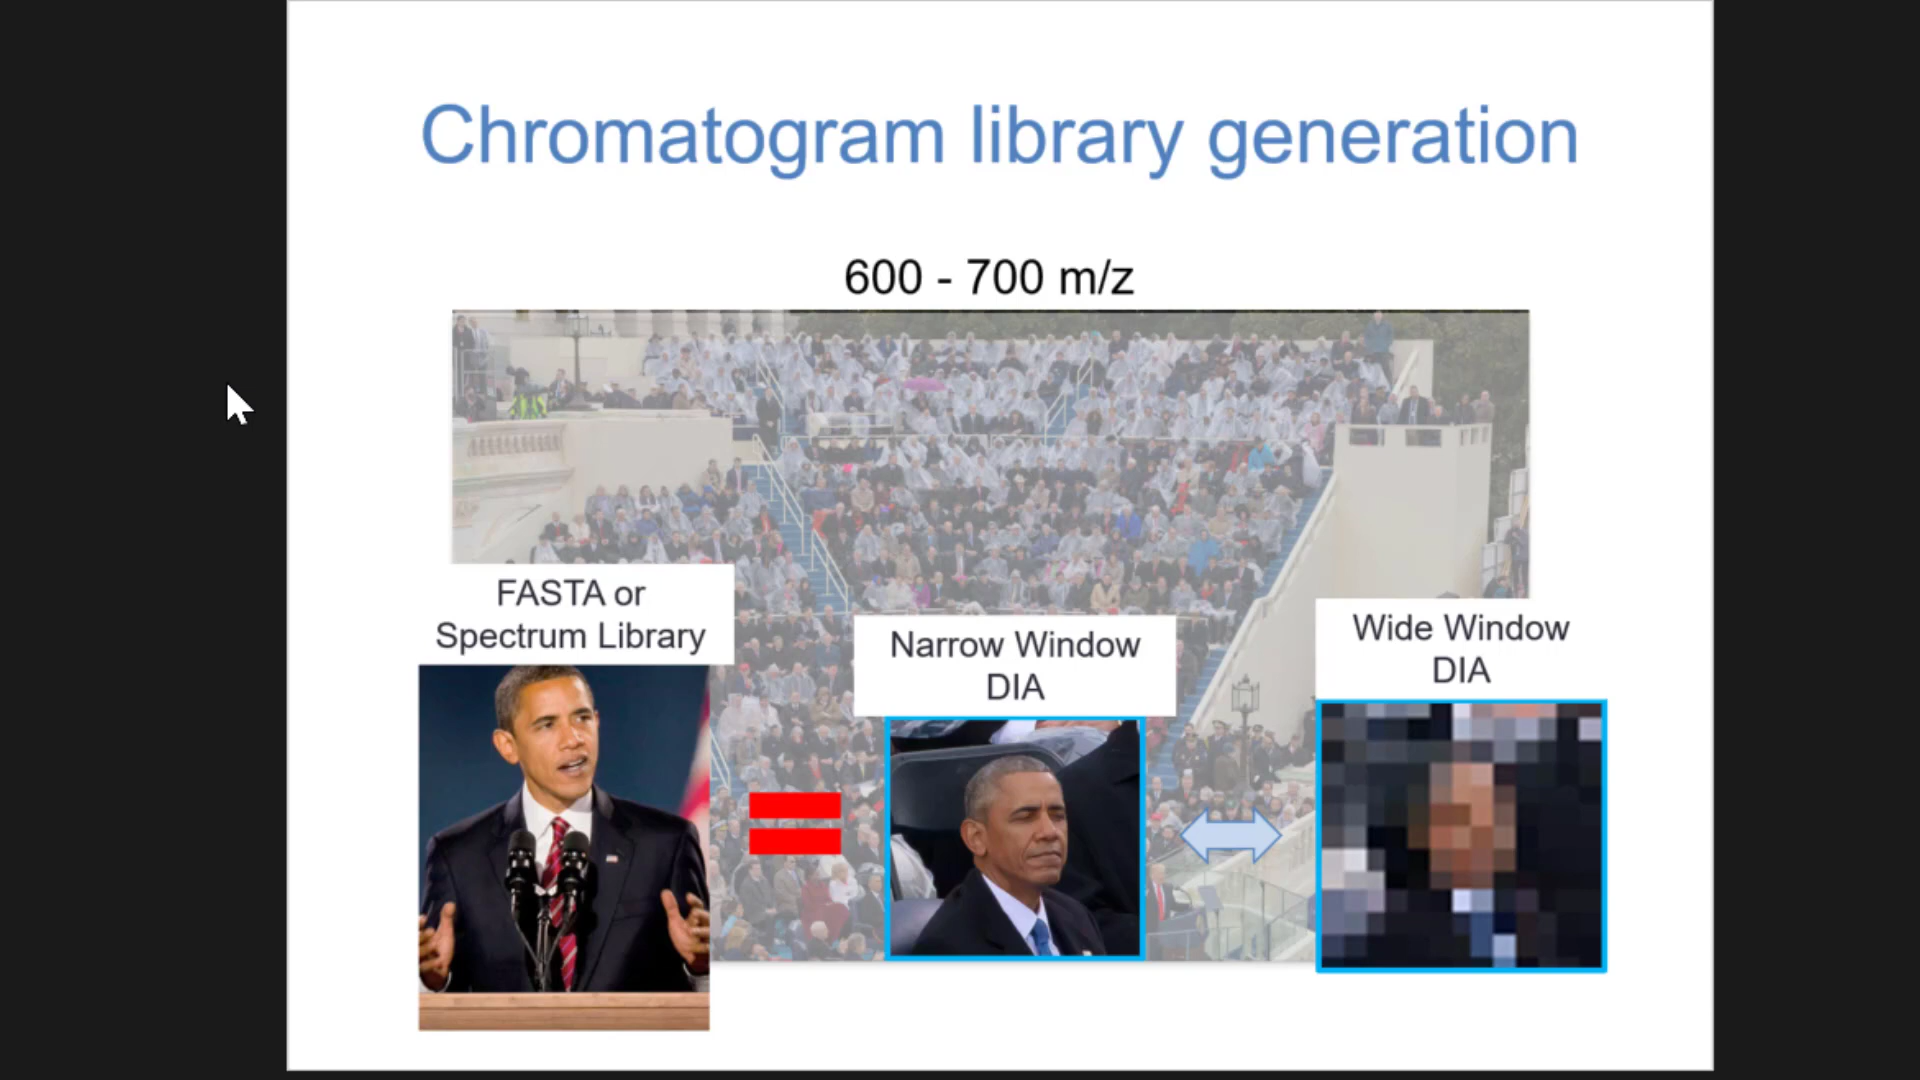 Chromatogram library generation
600 - 700 m/z
FASTA or
Spectrum Library
Narrow Window
DIA
Wide Window
DIA